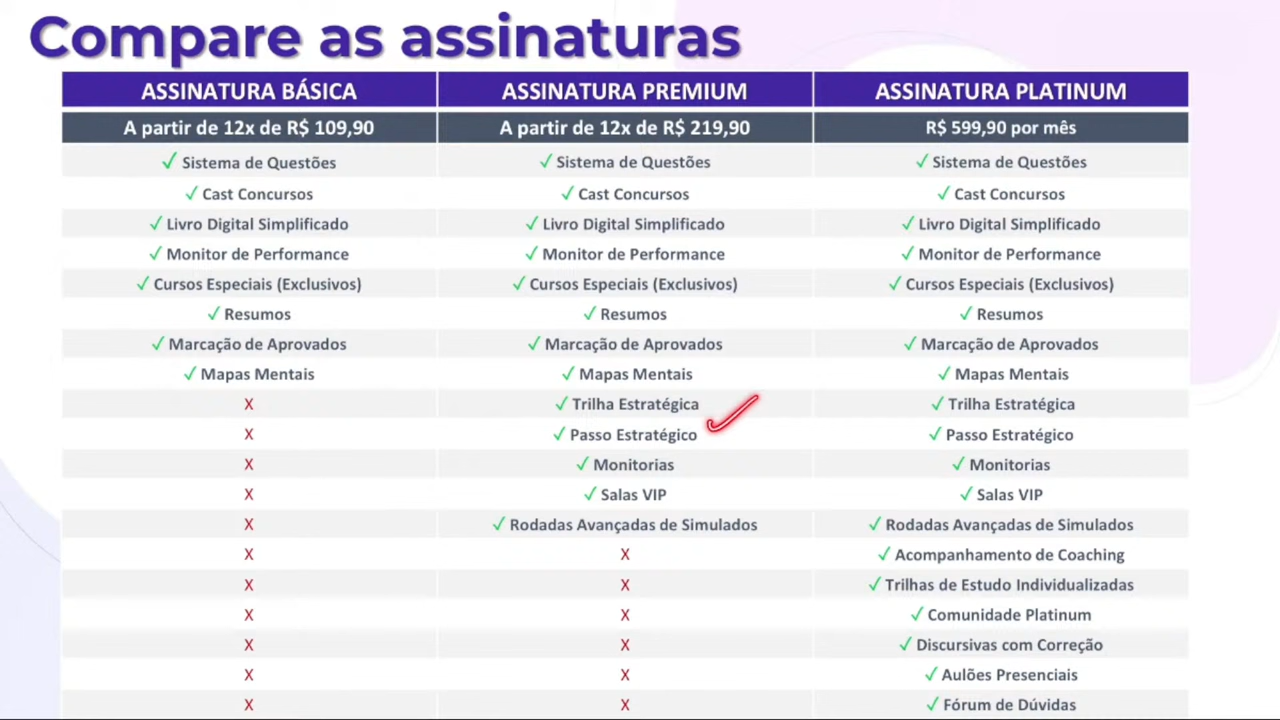 Compare as assinaturas
ASSINATURA BÁSICA ASSINATURA PREMIUM ASSINATURA PLATINUM
A partir de 12x de R$ 109,90 A partir de 12x de R$ 219,90 R$ 599,90 por mês
✓ Sistema de Questões ✓ Sistema de Questões ✓ Sistema de Questões
✓ Cast Concursos ✓ Cast Concursos ✓ Cast Concursos
✓ Livro Digital Simplificado ✓ Livro Digital Simplificado ✓ Livro Digital Simplificado
✓ Monitor de Performance ✓ Monitor de Performance ✓ Monitor de Performance
✓ Cursos Especiais (Exclusivos) ✓ Cursos Especiais (Exclusivos) ✓ Cursos Especiais (Exclusivos)
✓ Resumos ✓ Resumos ✓ Resumos
✓ Marcação de Aprovados ✓ Marcação de Aprovados ✓ Marcação de Aprovados
✓ Mapas Mentais ✓ Mapas Mentais ✓ Mapas Mentais
X ✓ Trilha Estratégica ✓ Trilha Estratégica
X ✓ Passo Estratégico ✓ Passo Estratégico
X ✓ Monitorias ✓ Monitorias
X ✓ Salas VIP ✓ Salas VIP
X ✓ Rodadas Avançadas de Simulados ✓ Rodadas Avançadas de Simulados
X X ✓ Acompanhamento de Coaching
X X ✓ Trilhas de Estudo Individualizadas
X X ✓ Comunidade Platinum
X X ✓ Discursivas com Correção
X X ✓ Aulões Presenciais
X X ✓ Fórum de Dúvidas